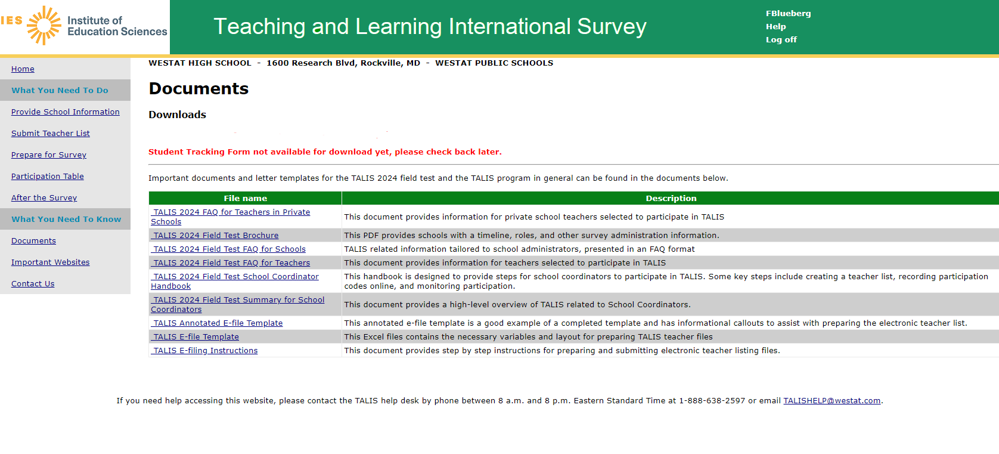 IES Institute of
Education Sciences
Teaching and Learning International Survey
FBlueberg
Help
Log off
Home
What You Need To Do
Provide School Information
Submit Teacher List
Prepare for Survey
Participation Table
After the Survey
What You Need To Know
Documents
Important Websites
Contact Us
WESTAT HIGH SCHOOL - 1600 Research Blvd, Rockville, MD - WESTAT PUBLIC SCHOOLS
Documents
Downloads
Student Tracking Form not available for download yet, please check back later.
Important documents and letter templates for the TALIS 2024 field test and the TALIS program in general can be found in the documents below.
File name Description
TALIS 2024 FAQ for Teachers in Private
Schools
This document provides information for private school teachers selected to participate in TALIS
TALIS 2024 Field Test Brochure
This PDF provides schools with a timeline, roles, and other survey administration information.
TALIS 2024 Field Test FAQ for Schools
TALIS related information tailored to school administrators, presented in an FAQ format
TALIS 2024 Field Test FAQ for Teachers
This document provides information for teachers selected to participate in TALIS
TALIS 2024 Field Test School Coordinator
Handbook
This handbook is designed to provide steps for school coordinators to participate in TALIS. Some key steps include creating a teacher list, recording participation
codes online, and monitoring participation.
TALIS 2024 Field Test Summary for School
Coordinators
This document provides a high-level overview of TALIS related to School Coordinators.
TALIS Annotated E-file Template
This annotated e-file template is a good example of a completed template and has informational callouts to assist with preparing the electronic teacher list.
TALIS E-file Template
This Excel files contains the necessary variables and layout for preparing TALIS teacher files
TALIS E-filing Instructions
This document provides step by step instructions for preparing and submitting electronic teacher listing files.
If you need help accessing this website, please contact the TALIS help desk by phone between 8 a.m. and 8 p.m. Eastern Standard Time at 1-888-638-2597 or email TALISHELP@westat.com.